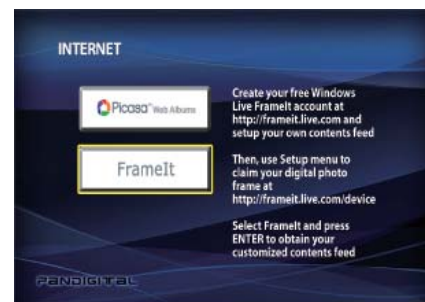 INTERNET
Picasa™ Web Albums
FrameIt
Create your free Windows
Live FrameIt account at
http://frameit.live.com and
setup your own contents feed
Then, use Setup menu to
claim your digital photo
frame at
http://frameit.live.com/device
Select FrameIt and press
ENTER to obtain your
customized contents feed
PANDIGITAL